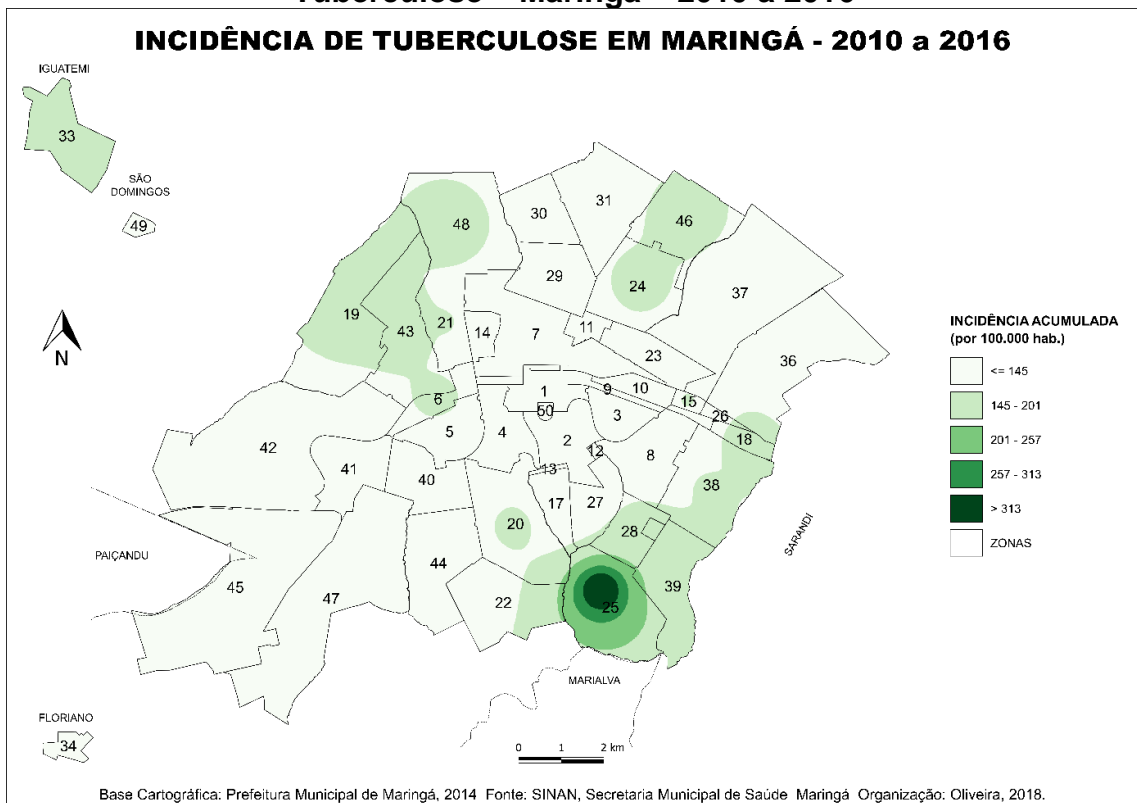 Tuberculose – Maringá – 2010 a 2016
INCIDÊNCIA DE TUBERCULOSE EM MARINGÁ - 2010 a 2016
IGUATEMI
33
SÃO
DOMINGOS
49
31
30
46
48
29
24
37
19
43
21
14
7
11
23
36
6
1
50
9
10
15
26
18
3
5
4
2
12
8
42
41
40
13
17
27
38
20
28
SARANDI
PAIÇANDU
44
45
47
22
25
39
MARIALVA
FLORIANO
34
N
INCIDÊNCIA ACUMULADA
(por 100.000 hab.)
<= 145
145 - 201
201 - 257
257 - 313
> 313
ZONAS
0 1 2 km
Base Cartográfica: Prefeitura Municipal de Maringá, 2014 Fonte: SINAN, Secretaria Municipal de Saúde Maringá Organização: Oliveira, 2018.